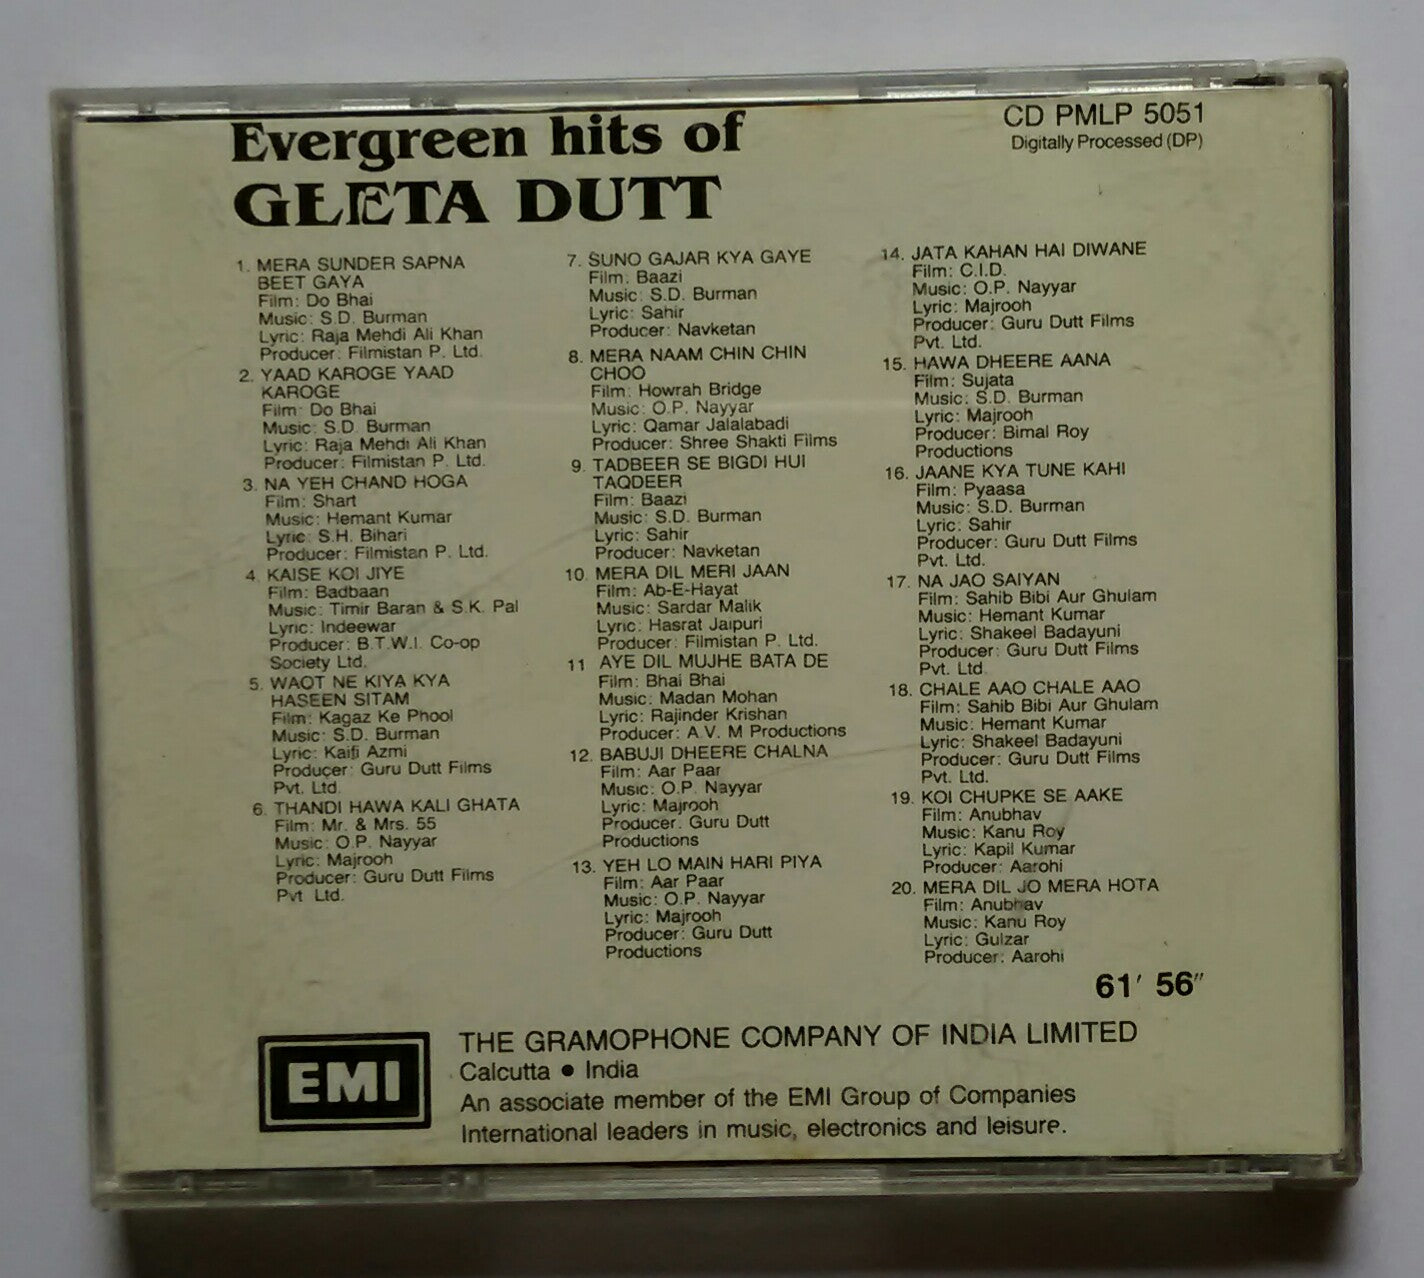 Evergreen hits of
GEETA DUTT
CD PMLP 5051
Digitally Processed (DP)
1. MERA SUNDER SAPNA
BEET GAYA
Film: Do Bhai
Music: S.D. Burman
Lyric: Raja Mehdi Ali Khan
Producer: Filmistan P. Ltd.
2. YAAD KAROGE YAAD
KAROGE
Film: Do Bhai
Music: S.D. Burman
Lyric: Raja Mehdi Ali Khan
Producer: Filmistan P. Ltd.
3. NA YEH CHAND HOGA
Film: Shart
Music: Hemant Kumar
Lyric: S.H. Bihari
Producer: Filmistan P. Ltd.
4. KAISE KOI JIYE
Film: Badbaan
Music: Timir Baran & S.K. Pal
Lyric: Indeewar
Producer: B.T.W.I. Co-op
Society Ltd.
5. WAQT NE KIYA KYA
HASEEN SITAM
Film: Kagaz Ke Phool
Music: S.D. Burman
Lyric: Kaifi Azmi
Producer: Guru Dutt Films
Pvt. Ltd.
6. THANDI HAWA KALI GHATA
Film: Mr. & Mrs. 55
Music: O.P. Nayyar
Lyric: Majrooh
Producer: Guru Dutt Films
Pvt Ltd.
7. SUNO GAJAR KYA GAYE
Film: Baazi
Music: S.D. Burman
Lyric: Sahir
Producer: Navketan
8. MERA NAAM CHIN CHIN
CHOO
Film: Howrah Bridge
Music: O.P. Nayyar
Lyric: Qamar Jalalabadi
Producer: Shree Shakti Films
9. TADBEER SE BIGDI HUI
TAQDEER
Film: Baazi
Music: S.D. Burman
Lyric: Sahir
Producer: Navketan
10. MERA DIL MERI JAAN
Film: Ab-E-Hayat
Music: Sardar Malik
Lyric: Hasrat Jaipuri
Producer: Filmistan P. Ltd.
11 AYE DIL MUJHE BATA DE
Film: Bhai Bhai
Music: Madan Mohan
Lyric: Rajinder Krishan
Producer: A.V. M Productions
12. BABUJI DHEERE CHALNA
Film: Aar Paar
Music: O.P. Nayyar
Lyric: Majrooh
Producer. Guru Dutt
Productions
13. YEH LO MAIN HARI PIYA
Film: Aar Paar
Music: O.P. Nayyar
Lyric: Majrooh
Producer: Guru Dutt
Productions
14. JATA KAHAN HAI DIWANE
Film: C.I.D.
Music: O.P. Nayyar
Lyric: Majrooh
Producer: Guru Dutt Films
Pvt. Ltd.
15. HAWA DHEERE AANA
Film: Sujata
Music: S.D. Burman
Lyric: Majrooh
Producer: Bimal Roy
Productions
16. JAANE KYA TUNE KAHI
Film: Pyaasa
Music: S.D. Burman
Lyric: Sahir
Producer: Guru Dutt Films
Pvt. Ltd.
17. NA JAO SAIYAN
Film: Sahib Bibi Aur Ghulam
Music: Hemant Kumar
Lyric: Shakeel Badayuni
Producer: Guru Dutt Films
Pvt. Ltd.
18. CHALE AAO CHALE AAO
Film: Sahib Bibi Aur Ghulam
Music: Hemant Kumar
Lyric: Shakeel Badayuni
Producer: Guru Dutt Films
Pvt. Ltd.
19. KOI CHUPKE SE AAKE
Film: Anubhav
Music: Kanu Roy
Lyric: Kapil Kumar
Producer: Aarohi
20. MERA DIL JO MERA HOTA
Film: Anubhav
Music: Kanu Roy
Lyric: Gulzar
Producer: Aarohi
61' 56"
EMI
THE GRAMOPHONE COMPANY OF INDIA LIMITED
Calcutta ● India
An associate member of the EMI Group of Companies
International leaders in music, electronics and leisure.